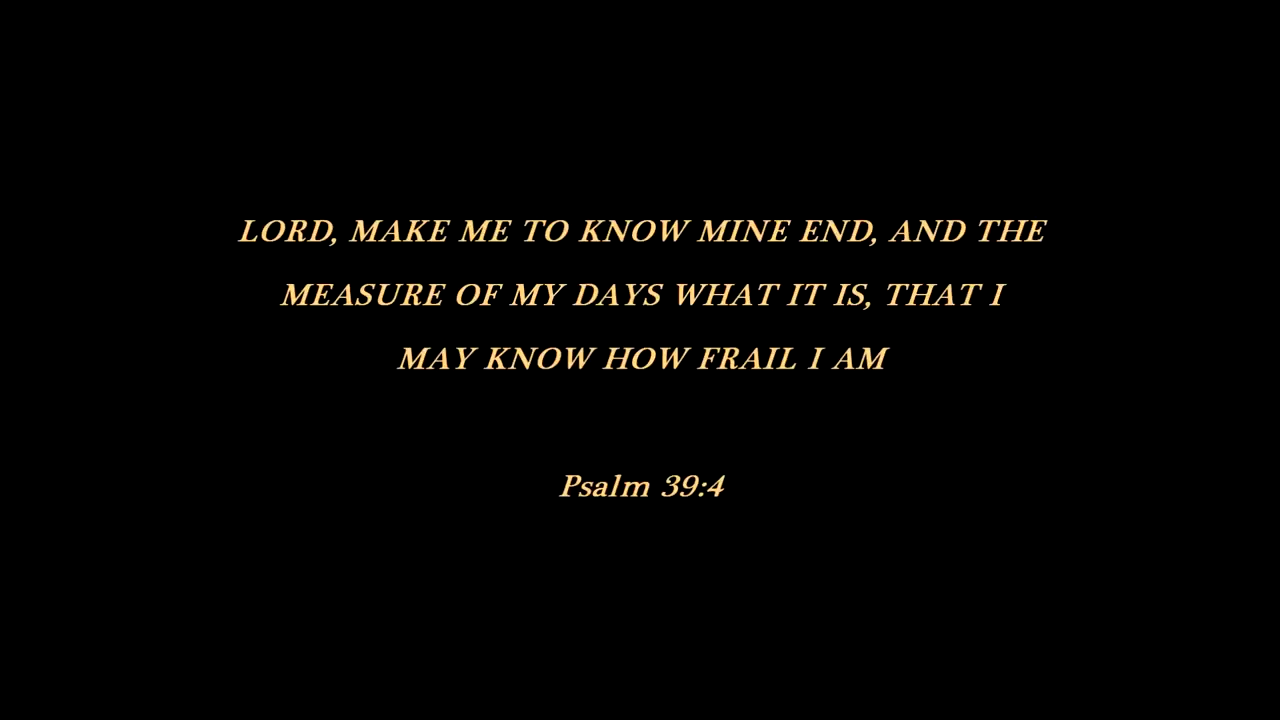 LORD, MAKE ME TO KNOW MINE END, AND THE
MEASURE OF MY DAYS WHAT IT IS, THAT I
MAY KNOW HOW FRAIL I AM
Psalm 39:4